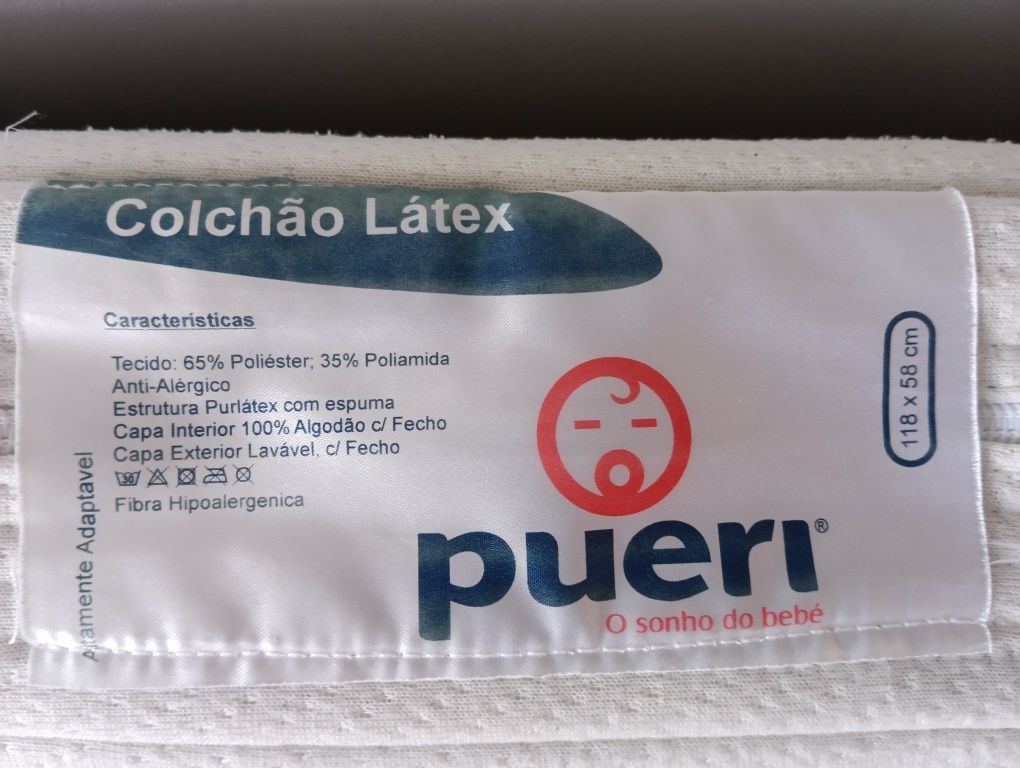 Colchão Látex
Características
Tecido: 65% Poliéster; 35% Poliamida
Anti-Alérgico
Estrutura Purlátex com espuma
Capa Interior 100% Algodão c/ Fecho
Capa Exterior Lavável, c/ Fecho
30
Fibra Hipoalergenica
Altamente Adaptavel
118 x 58 cm
pueri®
O sonho do bebé